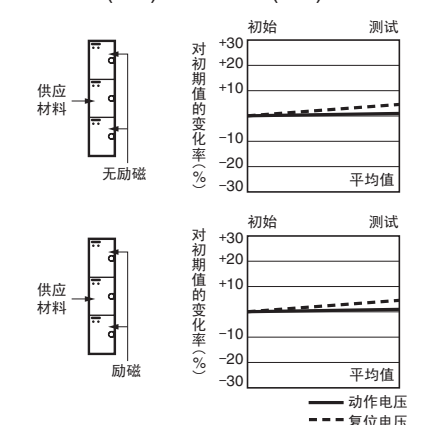 初始 测试
对初期值的变化率(%)
+30
+20
+10
-10
-20
-30
平均值
供应
材料
无励磁
初始 测试
对初期值的变化率(%)
+30
+20
+10
-10
-20
-30
平均值
供应
材料
励磁
动作电压
复位电压